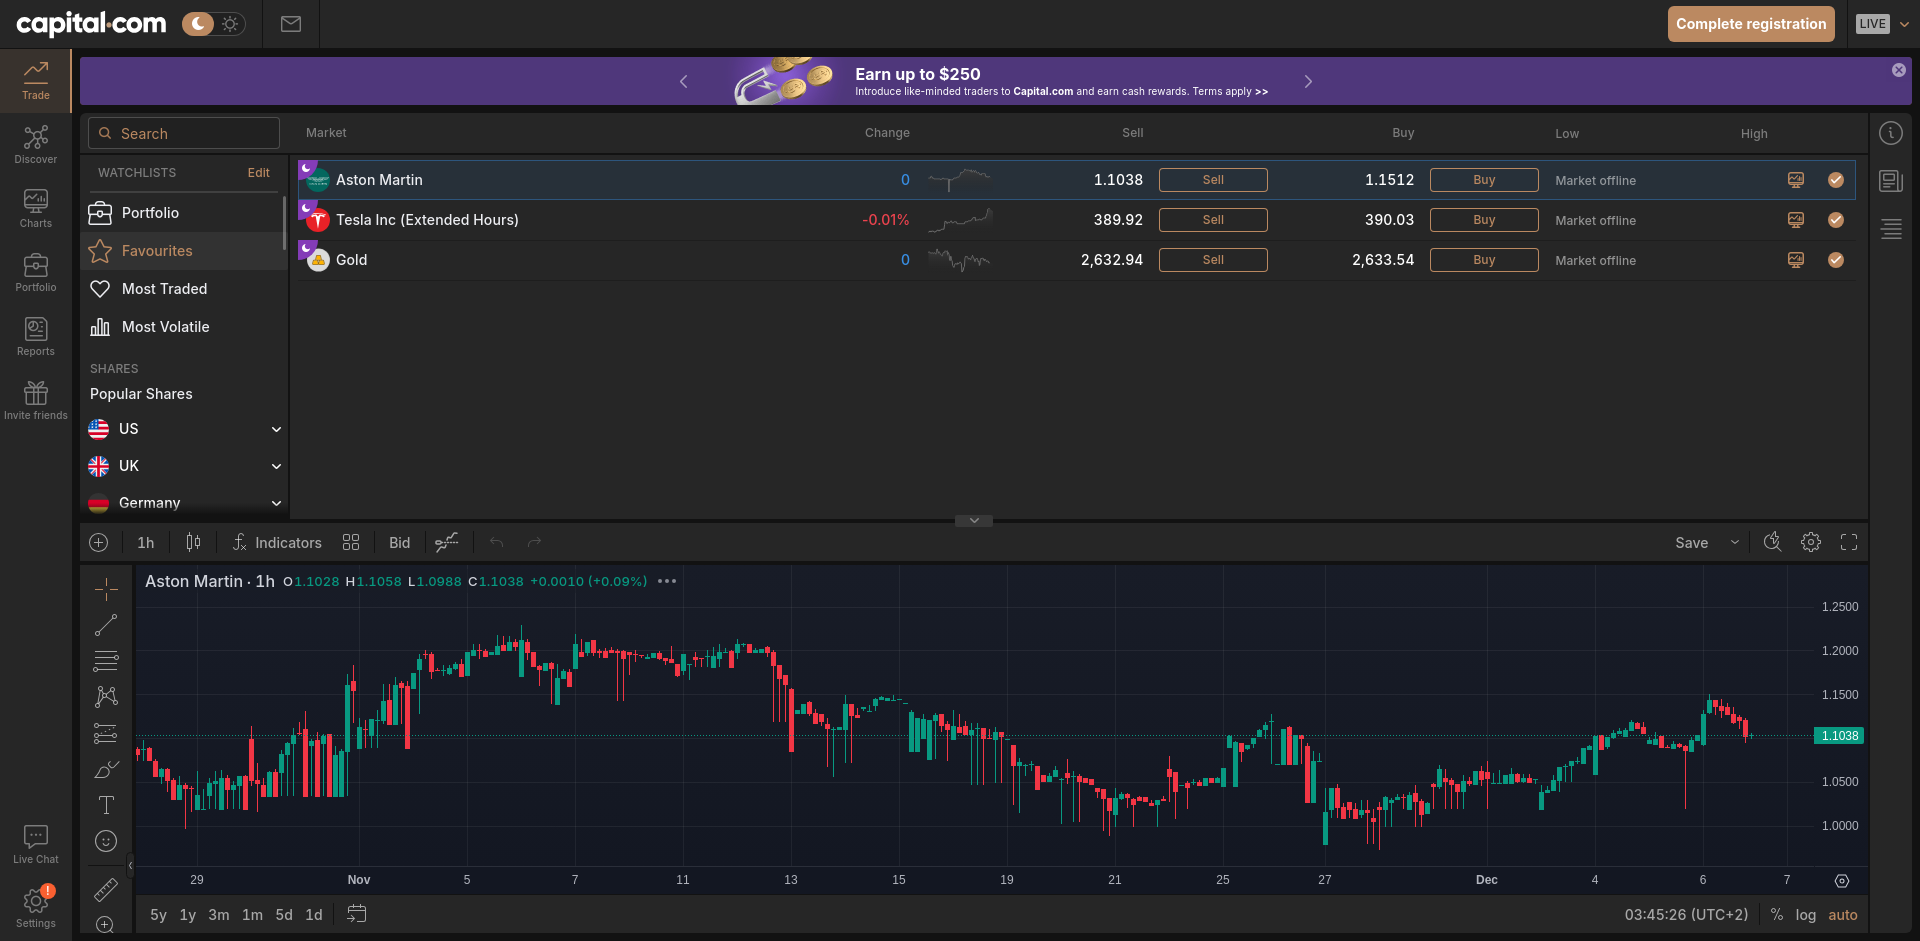 capital.com
Complete registration
LIVE
Trade
Discover
Charts
Portfolio
Reports
Invite friends
Live Chat
!
Settings
Earn up to $250
Introduce like-minded traders to Capital.com and earn cash rewards. Terms apply >>
Search
WATCHLISTS Edit
Portfolio
Favourites
Most Traded
Most Volatile
SHARES
Popular Shares
US
UK
Germany
Market Change Sell Buy Low High
Aston Martin 0 1.1038 Sell 1.1512 Buy Market offline
Tesla Inc (Extended Hours) -0.01% 389.92 Sell 390.03 Buy Market offline
Gold 0 2,632.94 Sell 2,633.54 Buy Market offline
1h Indicators Bid Save
Aston Martin · 1h O1.1028 H1.1058 L1.0988 C1.1038 +0.0010 (+0.09%)
1.2500
1.2000
1.1500
1.1038
1.0500
1.0000
29 Nov 5 7 11 13 15 19 21 25 27 Dec 4 6 7
5y 1y 3m 1m 5d 1d 03:45:26 (UTC+2) % log auto